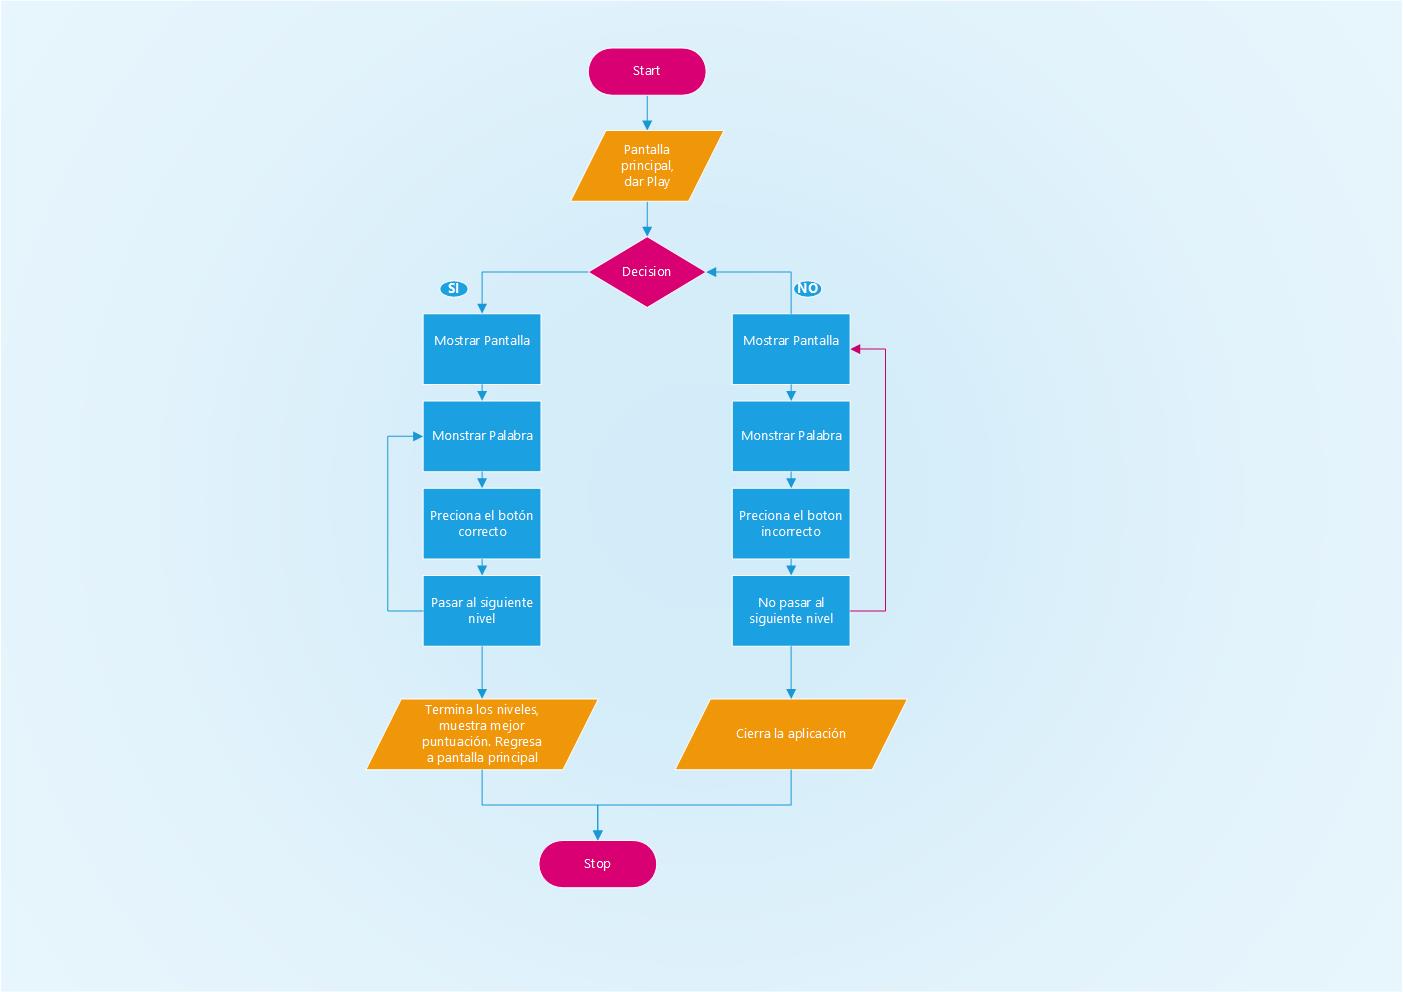 Start
Pantalla
principal,
dar Play
Decision
SI
NO
Mostrar Pantalla
Monstrar Palabra
Preciona el botón
correcto
Pasar al siguiente
nivel
Termina los niveles,
muestra mejor
puntuación. Regresa
a pantalla principal
Mostrar Pantalla
Monstrar Palabra
Preciona el boton
incorrecto
No pasar al
siguiente nivel
Cierra la aplicación
Stop